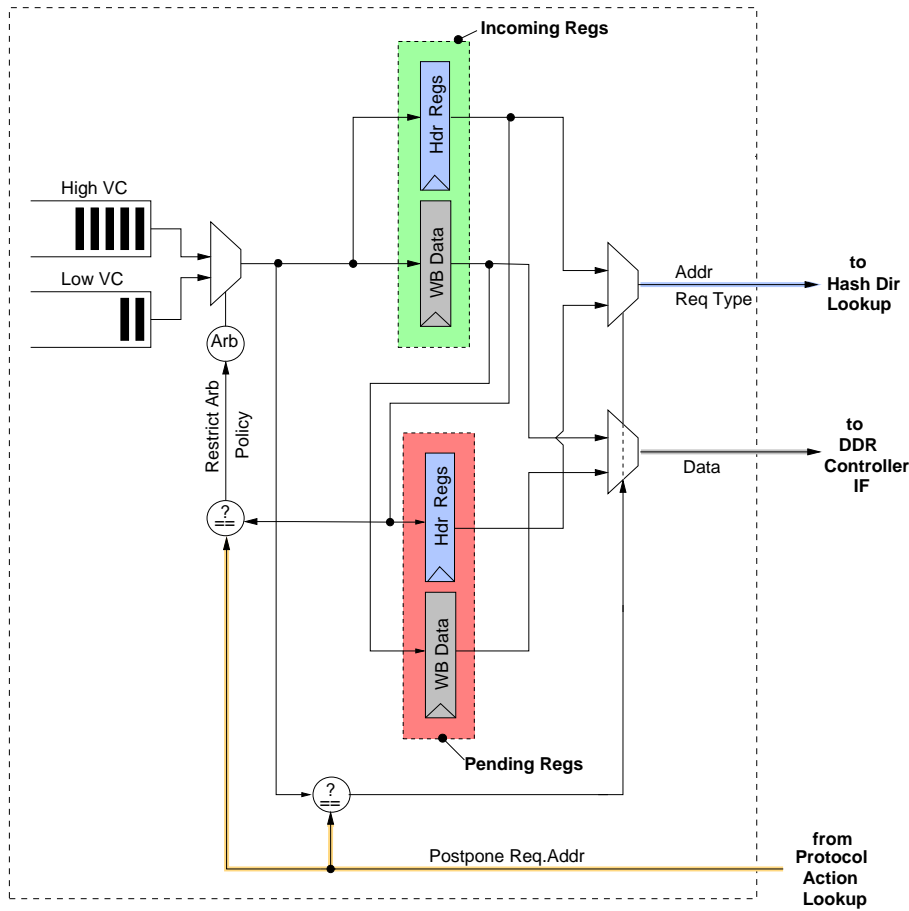 Incoming Regs
Hdr Regs
WB Data
High VC
Low VC
Arb
Restrict Arb
Policy
?
==
Addr
Req Type
to
Hash Dir
Lookup
Data
to
DDR
Controller
IF
Hdr Regs
WB Data
Pending Regs
?
==
Postpone Req.Addr
from
Protocol
Action
Lookup